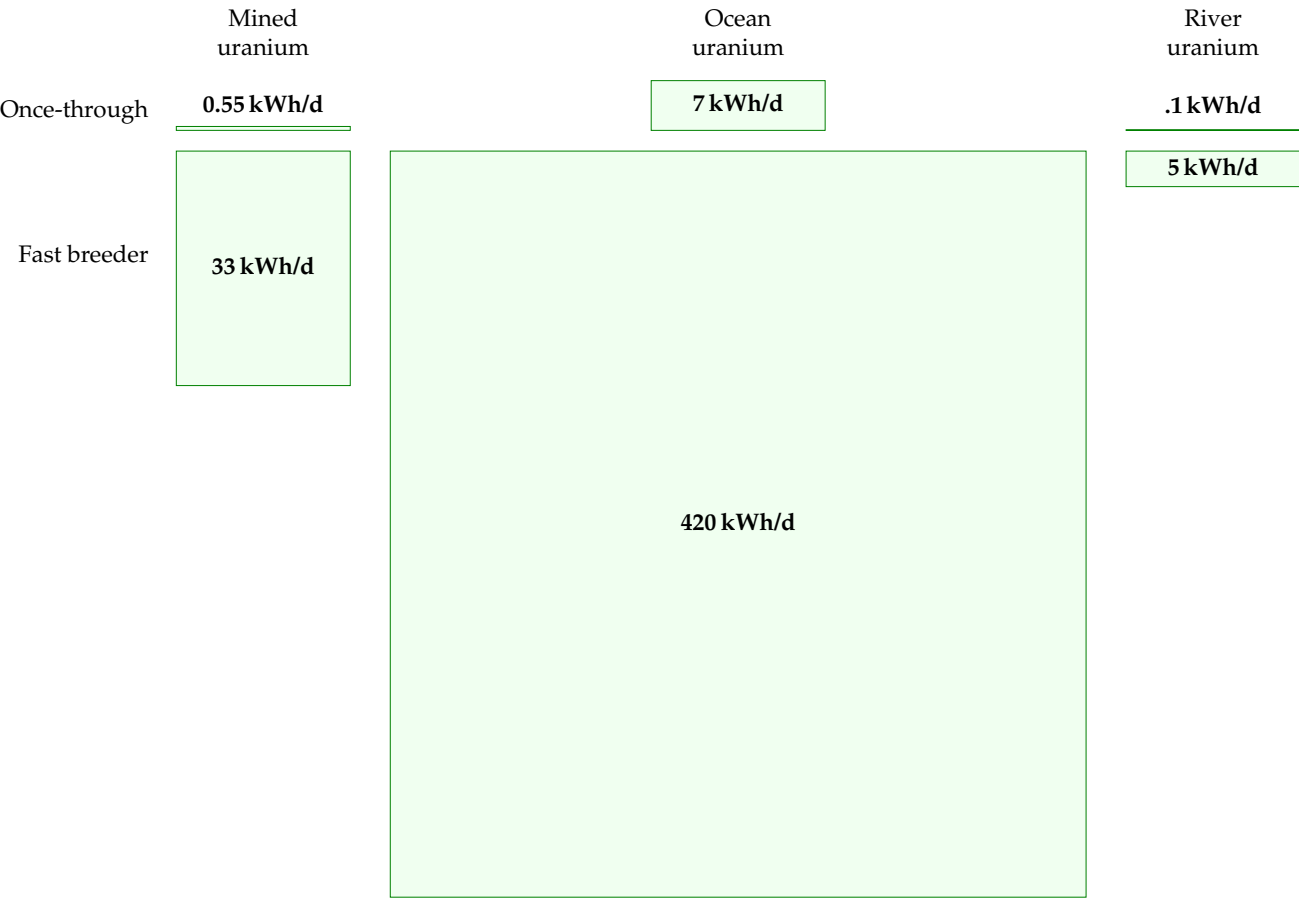 Mined
uranium
Ocean
uranium
River
uranium
Once-through
0.55 kWh/d
7 kWh/d
.1 kWh/d
Fast breeder
33 kWh/d
420 kWh/d
5 kWh/d